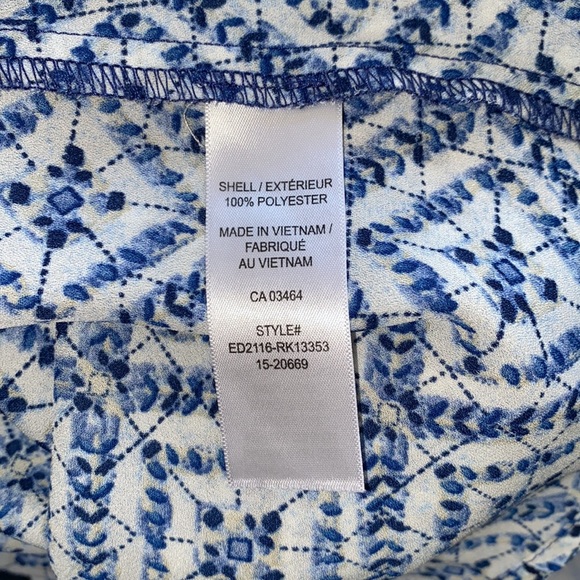 SHELL / EXTÉRIEUR
100% POLYESTER
MADE IN VIETNAM /
FABRIQUÉ
AU VIETNAM
CA 03464
STYLE#
ED2116-RK13353
15-20669